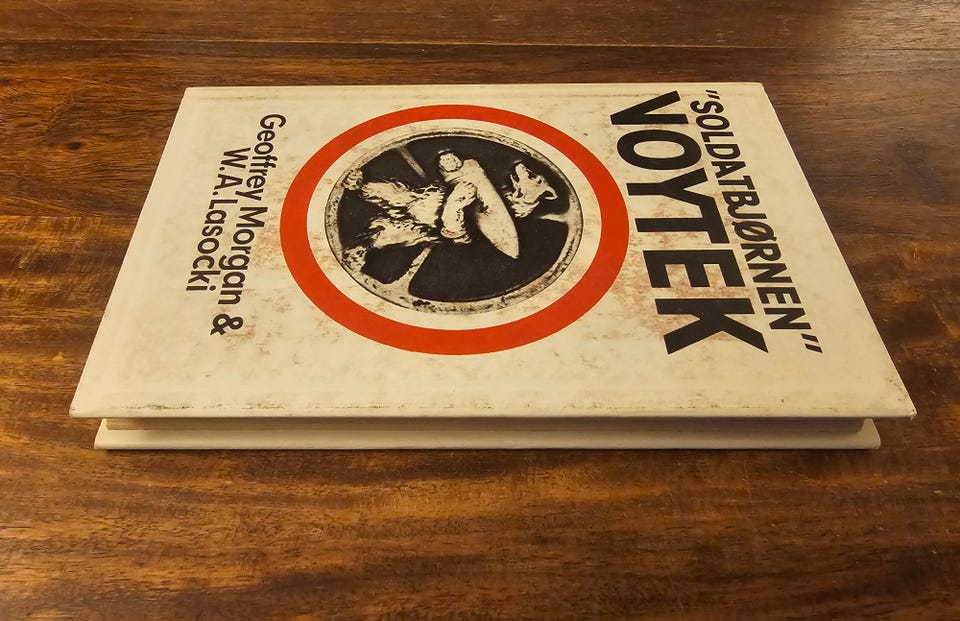 "SOLDATBJØRNEN"
VOYTEK
Geoffrey Morgan &
W.A.Lasocki